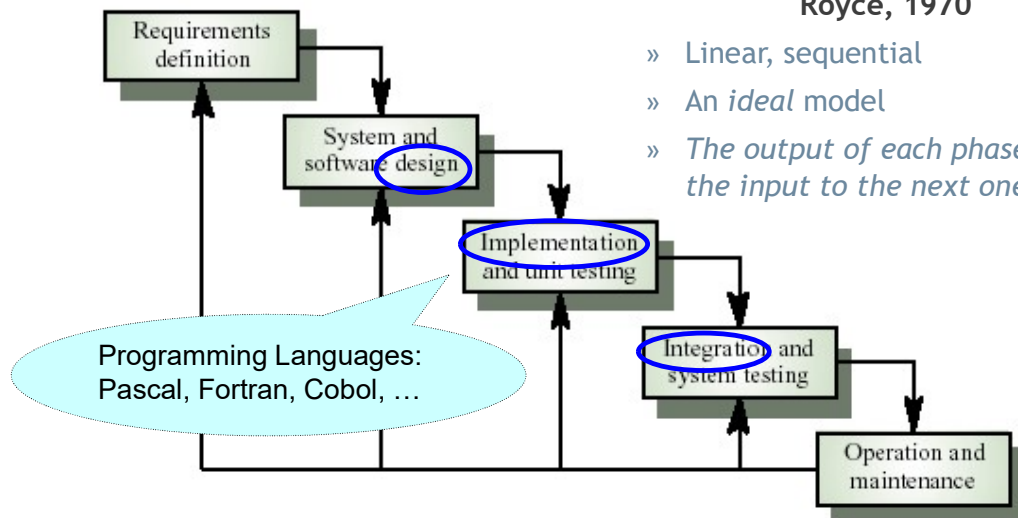 Royce, 1970
» Linear, sequential
» An ideal model
» The output of each phase
the input to the next one
Requirements
definition
System and
software design
Implementation
and unit testing
Integration and
system testing
Operation and
maintenance
Programming Languages:
Pascal, Fortran, Cobol, …